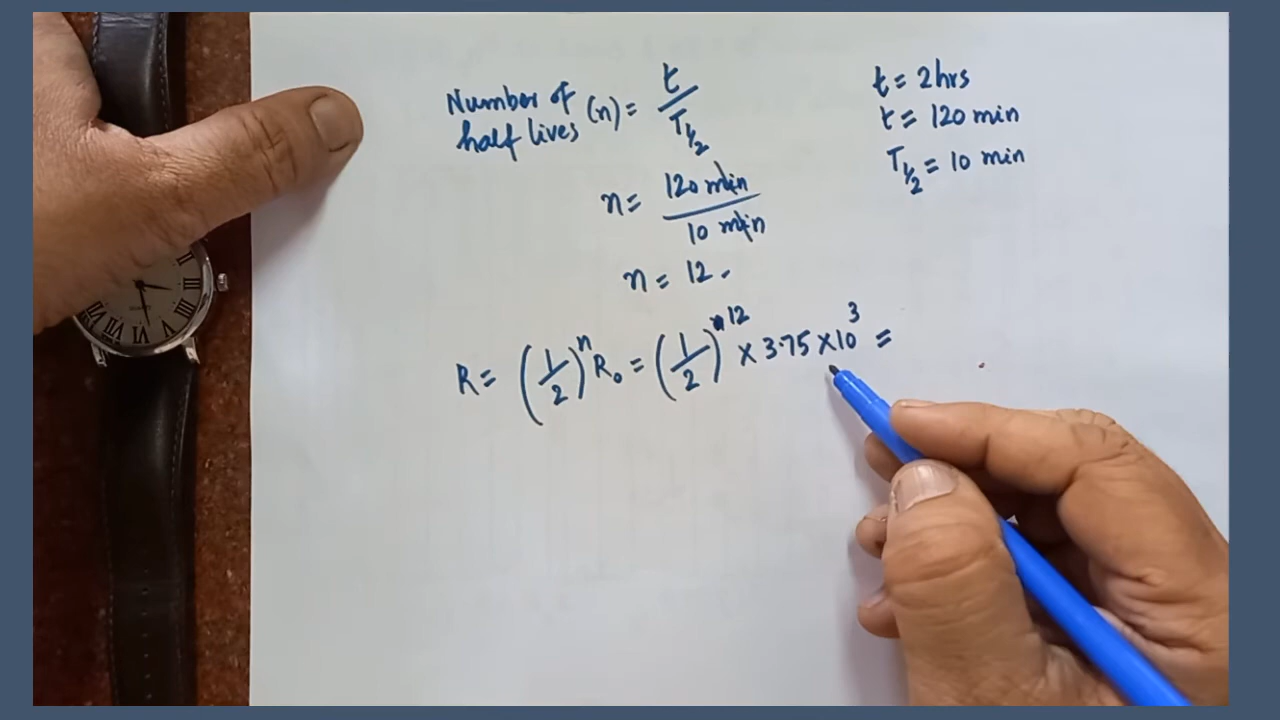 Number of half lives (n) = t / T1/2
t = 2hrs
t = 120 min
T1/2 = 10 min
n = 120 min / 10 min
n = 12.
R = (1/2)^n R₀ = (1/2)^12 × 3.75 × 10^3 =